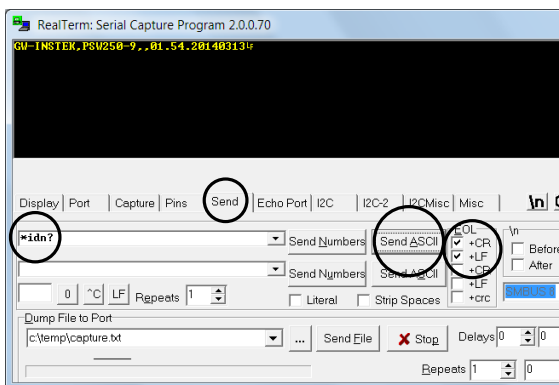 RealTerm: Serial Capture Program 2.0.0.70
GW-INSTEK,PSW250-9,,01.54.20140313LF
Display Port Capture Pins Send Echo Port I2C I2C-2 I2CMisc Misc \n
*idn? Send Numbers Send ASCII
EOL
+CR
+LF
\n
Before
After
Send Numbers Send ASCII
+CR
+LF
+crc
SMBUS 8
0 ^C LF Repeats 1 Literal Strip Spaces
Dump File to Port
c:\temp\capture.txt ... Send File Stop Delays 0 0
Repeats 1 0